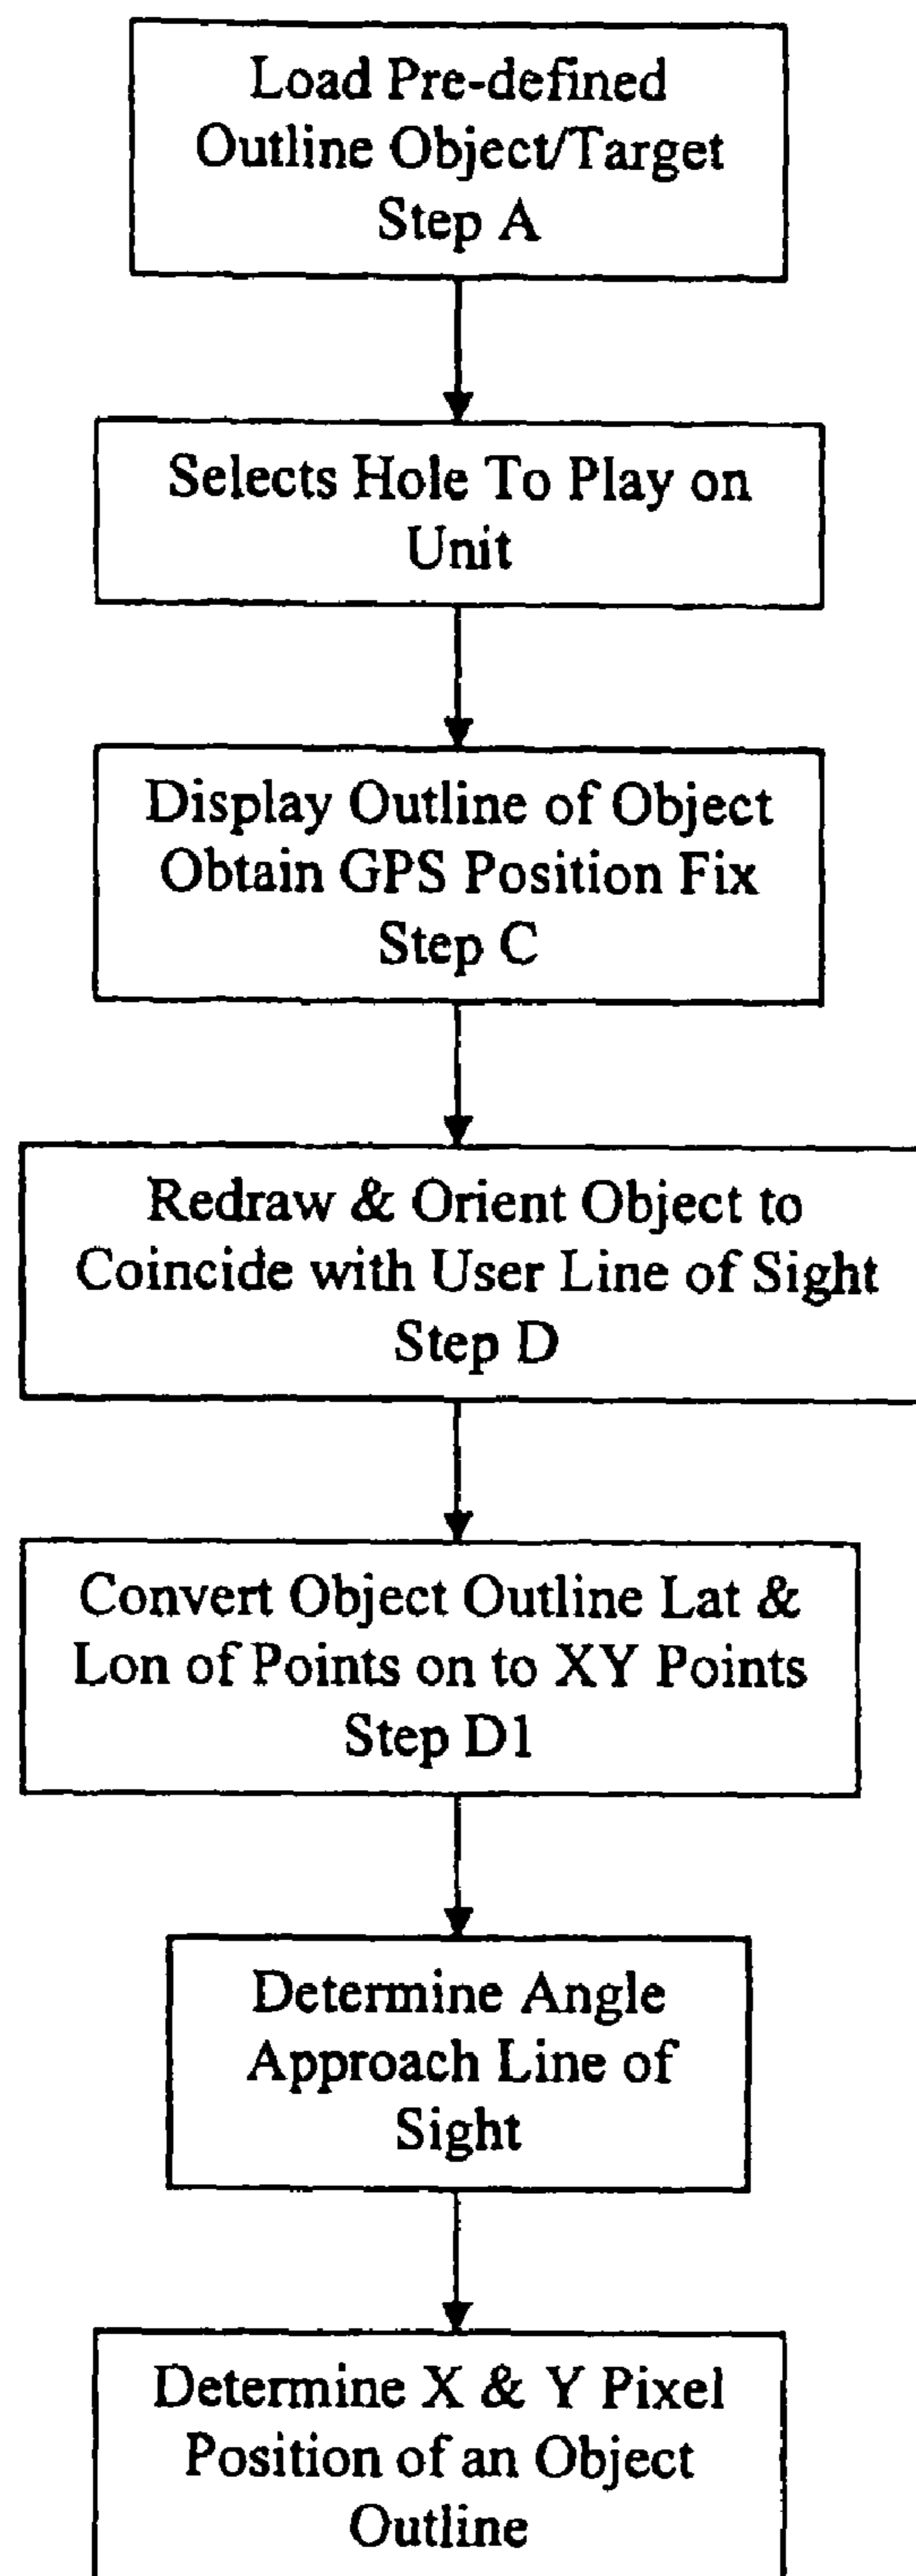 Load Pre-defined
Outline Object/Target
Step A
Selects Hole To Play on
Unit
Display Outline of Object
Obtain GPS Position Fix
Step C
Redraw & Orient Object to
Coincide with User Line of Sight
Step D
Convert Object Outline Lat &
Lon of Points on to XY Points
Step D1
Determine Angle
Approach Line of
Sight
Determine X & Y Pixel
Position of an Object
Outline